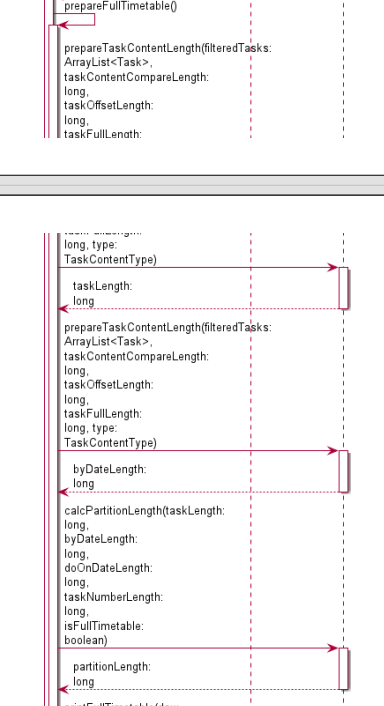 prepareFullTimetable()
prepareTaskContentLength(filteredTasks:
ArrayList<Task>,
taskContentCompareLength:
long,
taskOffsetLength:
long,
taskFullLength:
long, type:
TaskContentType)
taskLength:
long
prepareTaskContentLength(filteredTasks:
ArrayList<Task>,
taskContentCompareLength:
long,
taskOffsetLength:
long,
taskFullLength:
long, type:
TaskContentType)
byDateLength:
long
calcPartitionLength(taskLength:
long,
byDateLength:
long,
doOnDateLength:
long,
taskNumberLength:
long,
isFullTimetable:
boolean)
partitionLength:
long